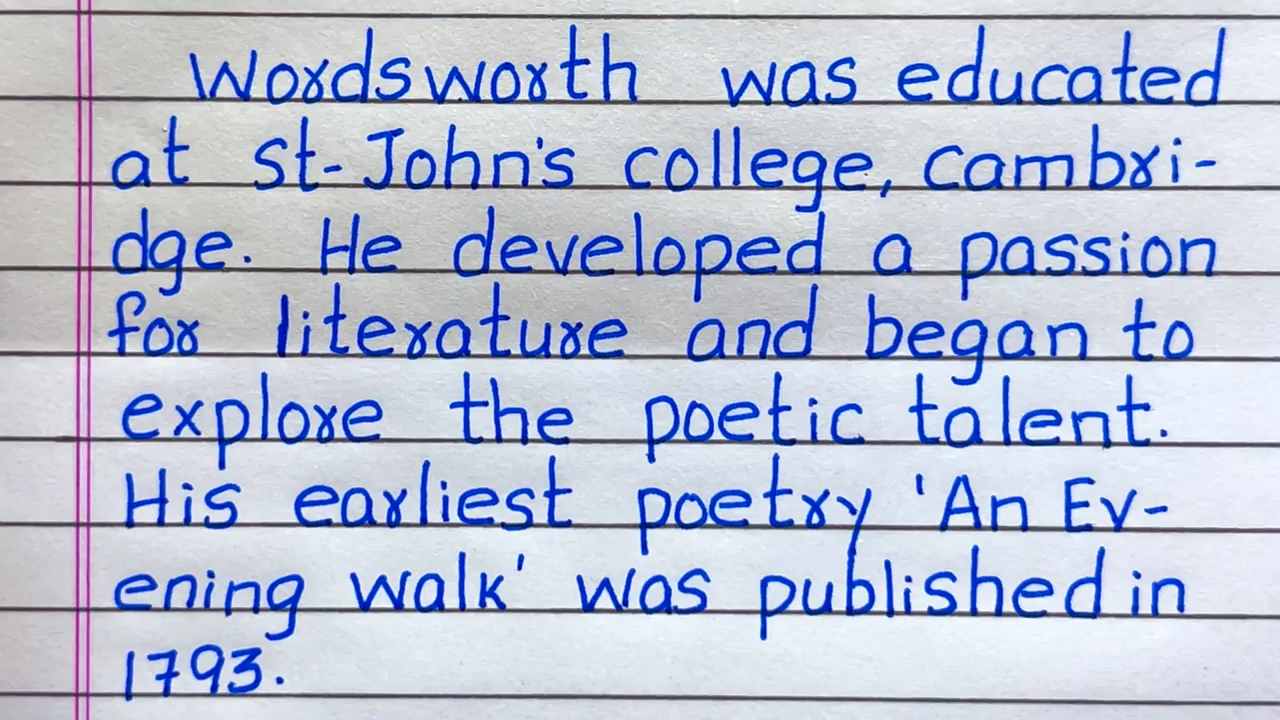 Wordsworth was educated
at St-John's college, Cambri-
dge. He developed a passion
for literature and began to
explore the poetic talent.
His earliest poetry 'An Ev-
ening walk' was published in
1793.